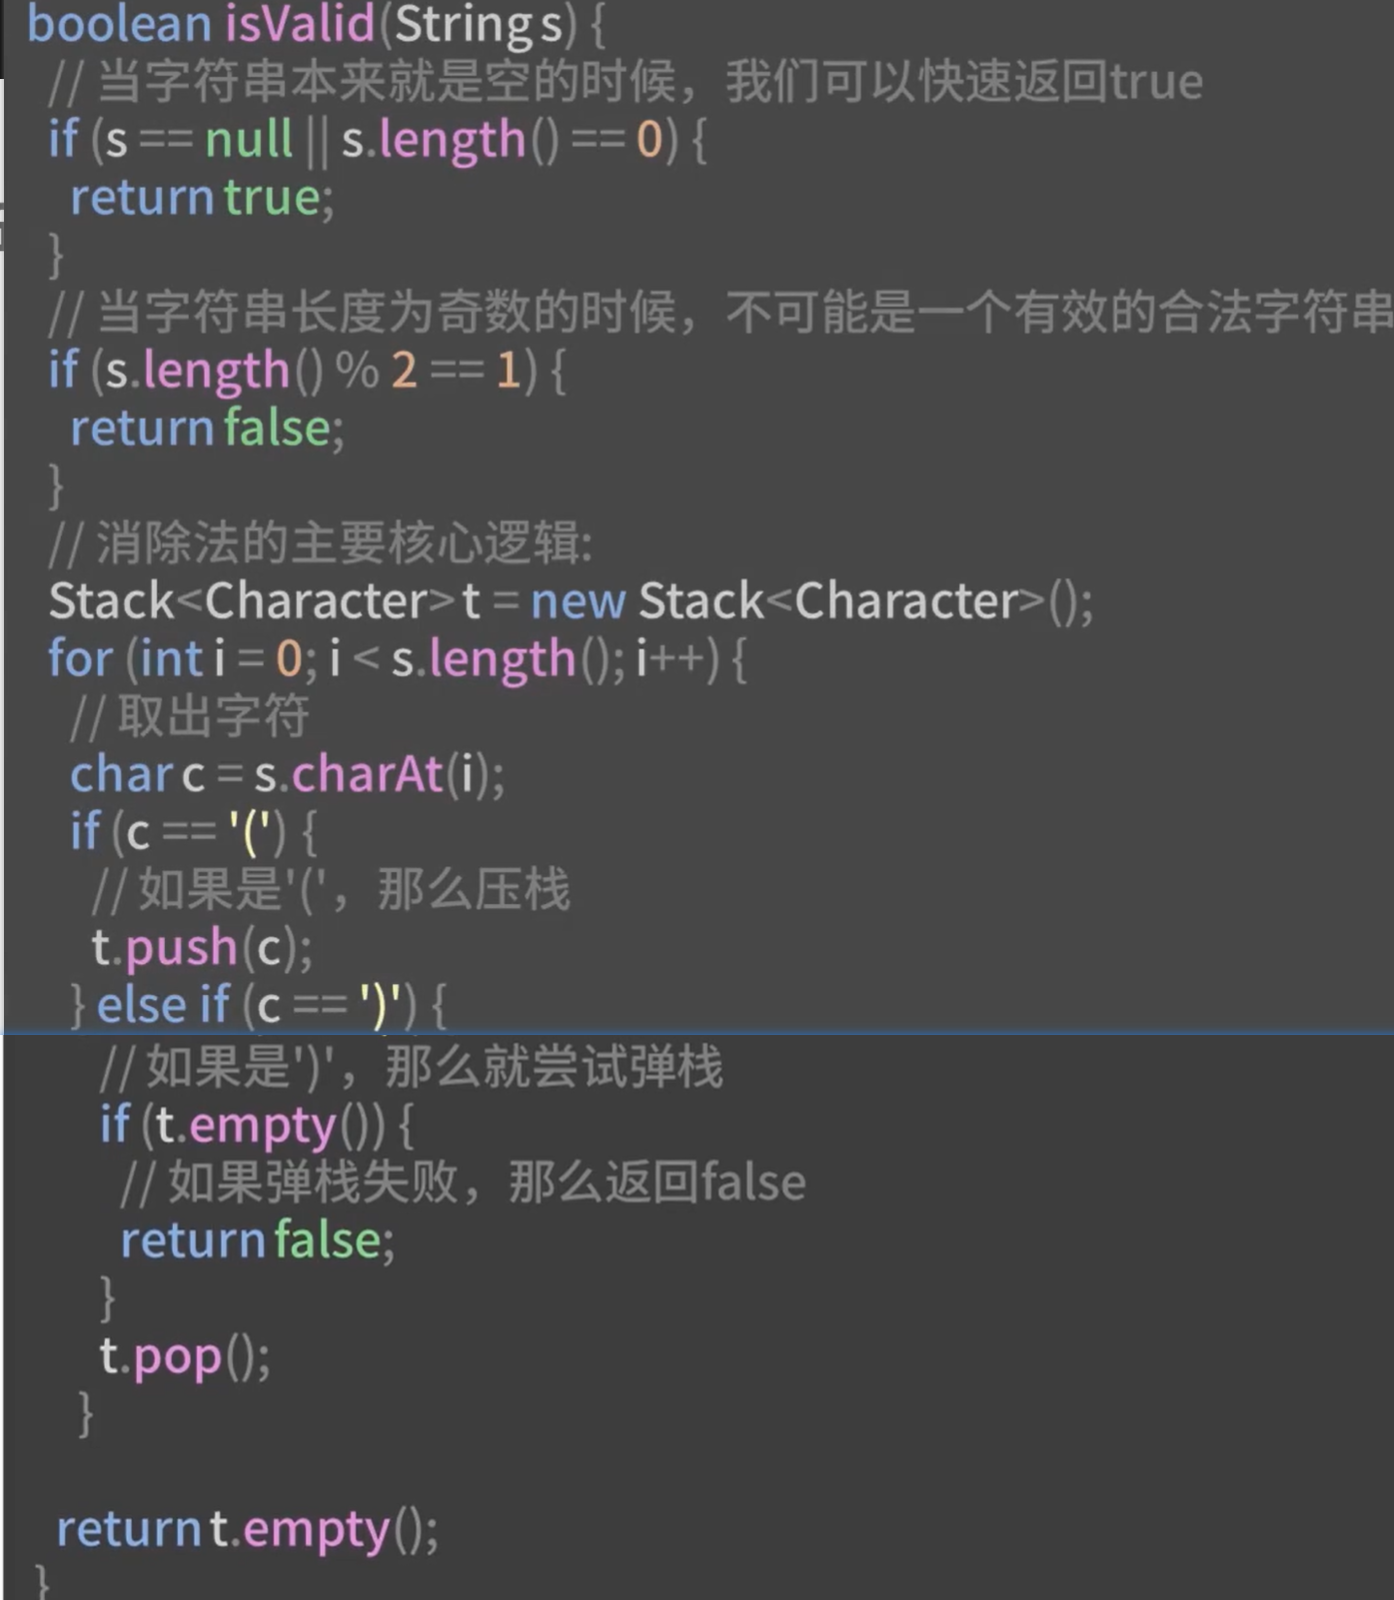 boolean isValid(String s) {
// 当字符串本来就是空的时候，我们可以快速返回true
if (s == null || s.length() == 0) {
return true;
}
// 当字符串长度为奇数的时候，不可能是一个有效的合法字符串
if (s.length() % 2 == 1) {
return false;
}
// 消除法的主要核心逻辑:
Stack<Character> t = new Stack<Character>();
for (int i = 0; i < s.length(); i++) {
// 取出字符
char c = s.charAt(i);
if (c == '(') {
// 如果是'('，那么压栈
t.push(c);
} else if (c == ')') {
// 如果是')'，那么就尝试弹栈
if (t.empty()) {
// 如果弹栈失败，那么返回false
return false;
}
t.pop();
}
return t.empty();
}